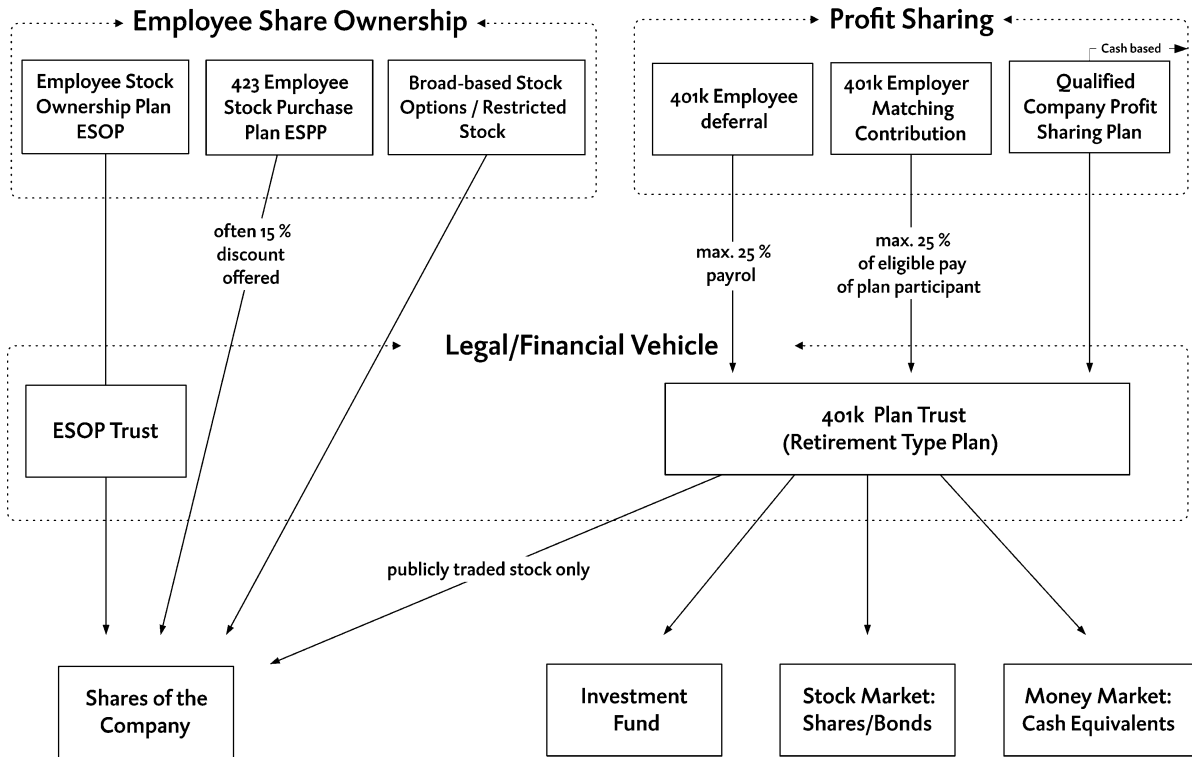 Employee Share Ownership
Profit Sharing
Cash based
Employee Stock
Ownership Plan
ESOP
423 Employee
Stock Purchase
Plan ESPP
Broad-based Stock
Options / Restricted
Stock
401k Employee
deferral
401k Employer
Matching
Contribution
Qualified
Company Profit
Sharing Plan
often 15 %
discount
offered
max. 25 %
payrol
max. 25 %
of eligible pay
of plan participant
Legal/Financial Vehicle
ESOP Trust
401k Plan Trust
(Retirement Type Plan)
publicly traded stock only
Shares of the
Company
Investment
Fund
Stock Market:
Shares/Bonds
Money Market:
Cash Equivalents